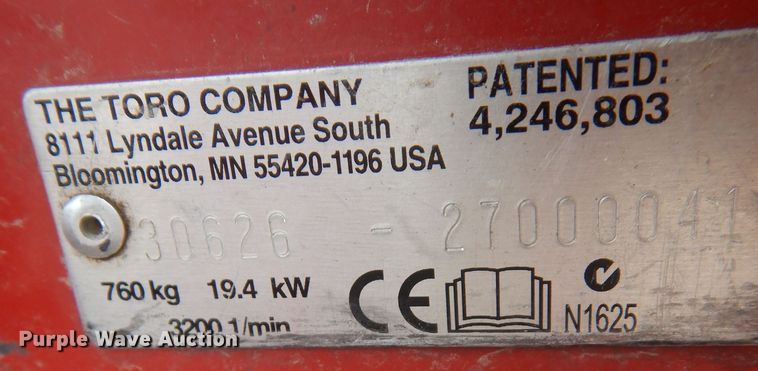 THE TORO COMPANY
8111 Lyndale Avenue South
Bloomington, MN 55420-1196 USA
PATENTED:
4,246,803
30626 - 27000041
760 kg 19.4 kW
3200 1/min
CE
N1625
Purple Wave Auction